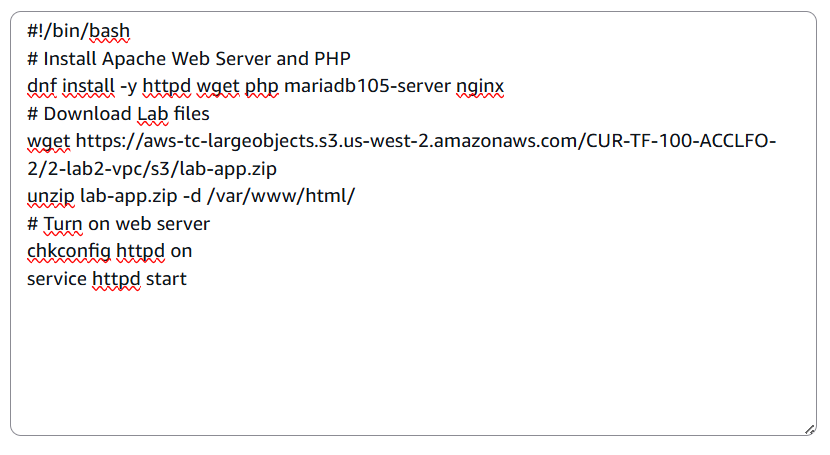 #!/bin/bash
# Install Apache Web Server and PHP
dnf install -y httpd wget php mariadb105-server nginx
# Download Lab files
wget https://aws-tc-largeobjects.s3.us-west-2.amazonaws.com/CUR-TF-100-ACCLFO-
2/2-lab2-vpc/s3/lab-app.zip
unzip lab-app.zip -d /var/www/html/
# Turn on web server
chkconfig httpd on
service httpd start